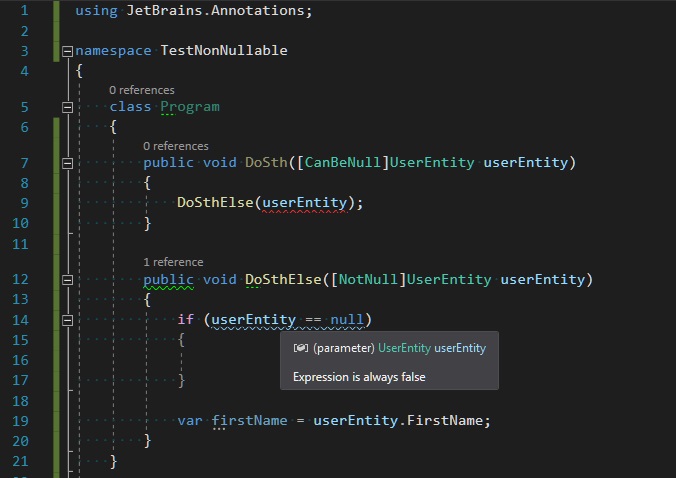 1 using JetBrains.Annotations;
2
3 namespace TestNonNullable
4 {
0 references
5 class Program
6 {
0 references
7 public void DoSth([CanBeNull]UserEntity userEntity)
8 {
9 DoSthElse(userEntity);
10 }
11
1 reference
12 public void DoSthElse([NotNull]UserEntity userEntity)
13 {
14 if (userEntity == null)
15 {
(parameter) UserEntity userEntity
16
Expression is always false
17 }
18
19 var firstName = userEntity.FirstName;
20 }
21 }